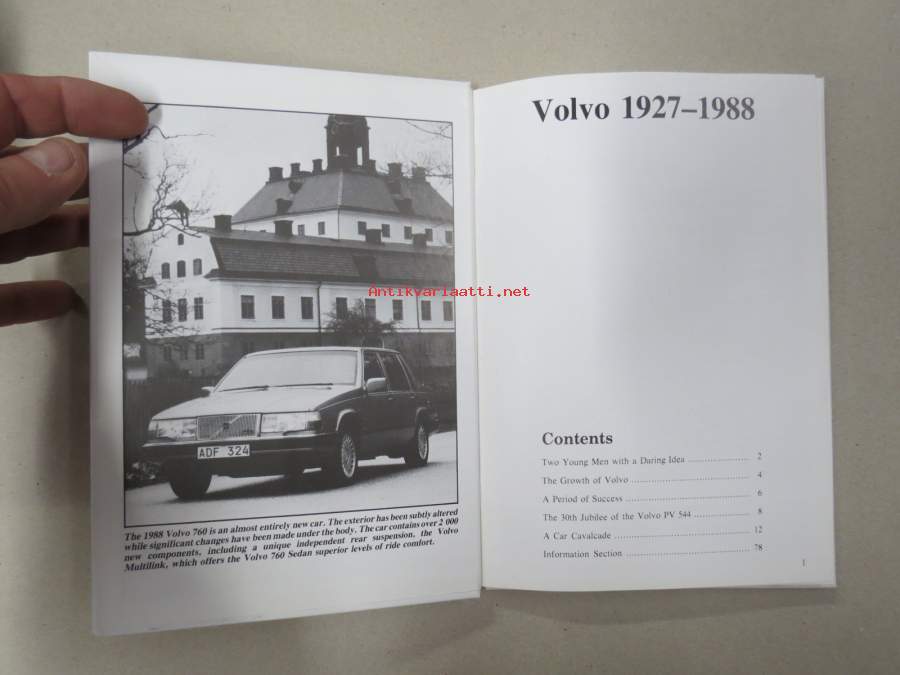 ADF 324
The 1988 Volvo 760 is an almost entirely new car. The exterior has been subtly altered
while significant changes have been made under the body. The car contains over 2 000
new components, including a unique independent rear suspension, the Volvo
Multilink, which offers the Volvo 760 Sedan superior levels of ride comfort.
Antikvariaatti.net
Volvo 1927–1988
Contents
Two Young Men with a Daring Idea .................... 2
The Growth of Volvo .................................. 4
A Period of Success ................................... 6
The 30th Jubilee of the Volvo PV 544 ................ 8
A Car Cavalcade ...................................... 12
Information Section ................................... 78
1